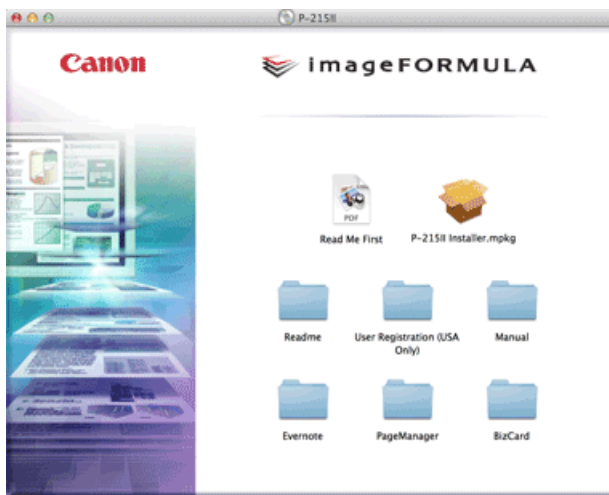 P-215II
Canon
imageFORMULA
PDF
Read Me First
P-215II Installer.mpkg
Readme
User Registration (USA
Only)
Manual
Evernote
PageManager
BizCard